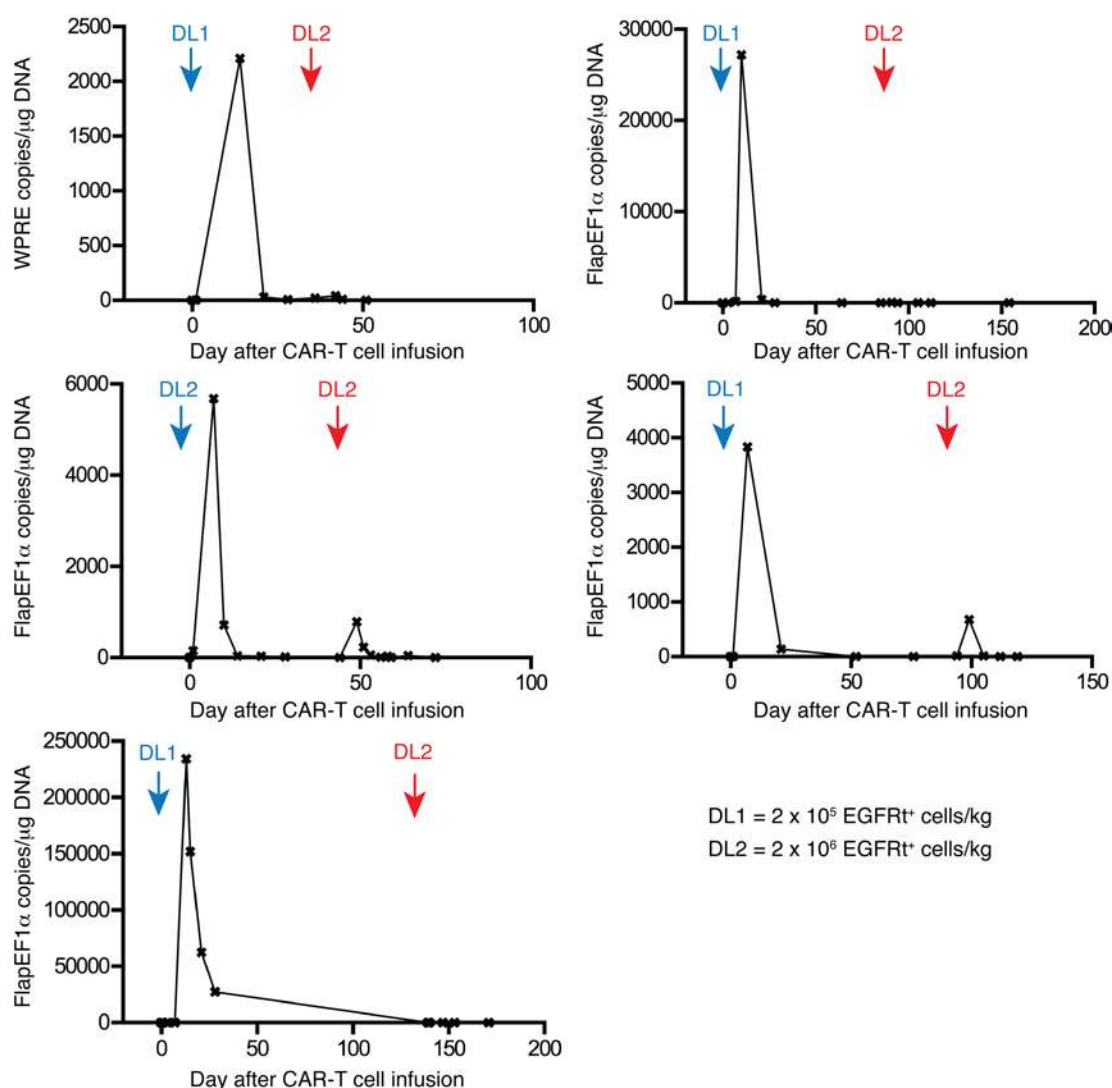 DL1
DL2
WPRE copies/μg DNA
2500
2000
1500
1000
500
0
0
50
100
Day after CAR-T cell infusion
DL1
DL2
FlapEF1α copies/μg DNA
30000
20000
10000
0
0
50
100
150
200
Day after CAR-T cell infusion
DL2
DL2
FlapEF1α copies/μg DNA
6000
4000
2000
0
0
50
100
Day after CAR-T cell infusion
DL1
DL2
FlapEF1α copies/μg DNA
5000
4000
3000
2000
1000
0
0
50
100
150
Day after CAR-T cell infusion
DL1
DL2
FlapEF1α copies/μg DNA
250000
200000
150000
100000
50000
0
0
50
100
150
200
Day after CAR-T cell infusion
DL1 = 2 x 10⁵ EGFRt⁺ cells/kg
DL2 = 2 x 10⁶ EGFRt⁺ cells/kg